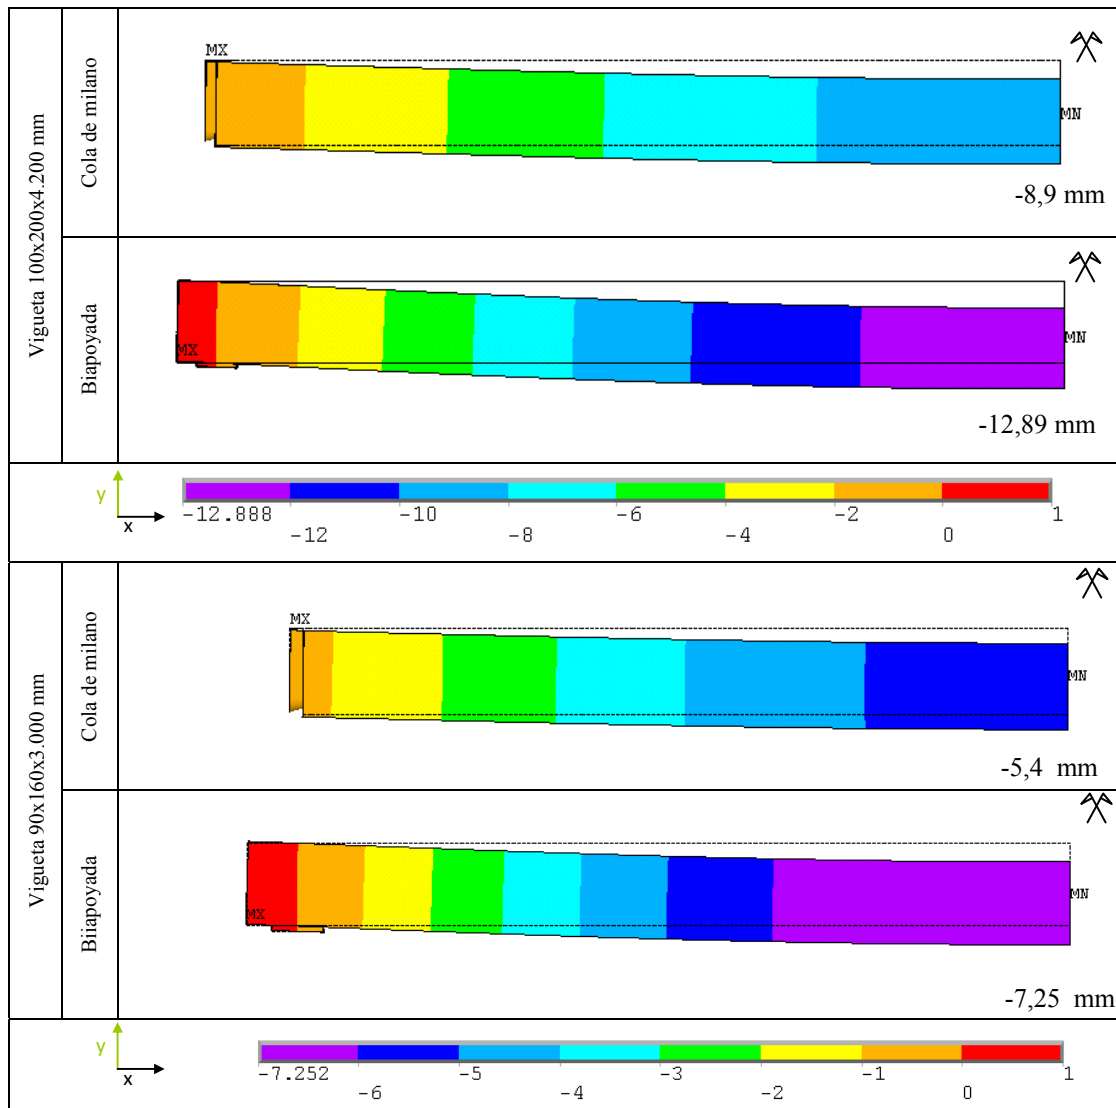 Vigueta 100x200x4.200 mm
Cola de milano
MX
MN
-8,9 mm
Biapoyada
MX
MN
-12,89 mm
y
x
-12.888 -10 -6 -2 1
-12 -8 -4 0
Vigueta 90x160x3.000 mm
Cola de milano
MX
MN
-5,4 mm
Biiapoyada
MX
MN
-7,25 mm
y
x
-7.252 -5 -3 -1 1
-6 -4 -2 0